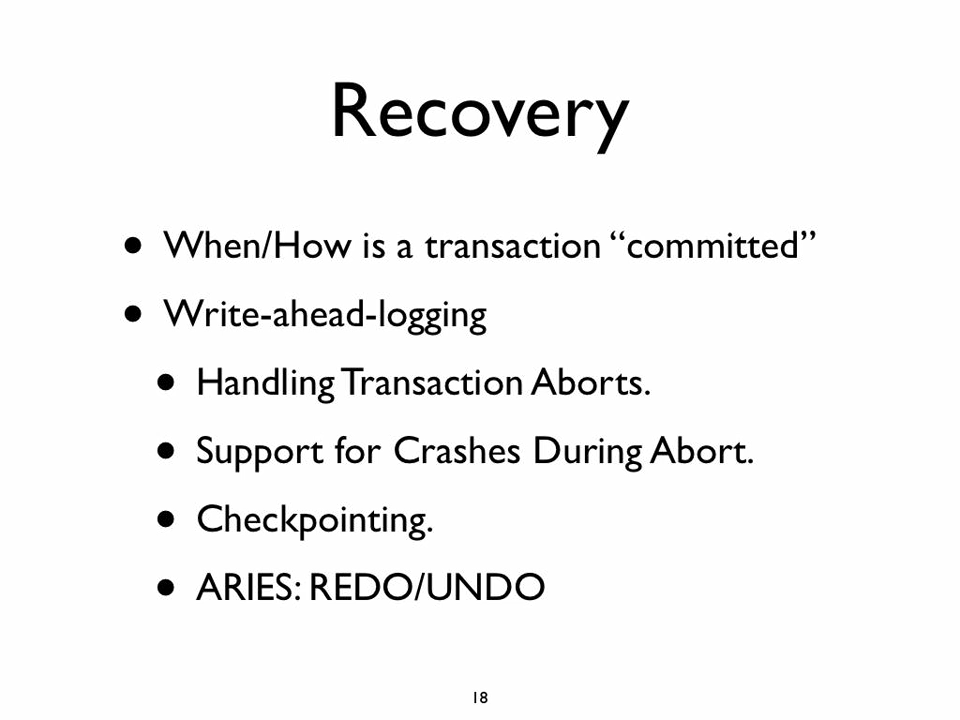 Recovery
• When/How is a transaction “committed”
• Write-ahead-logging
• Handling Transaction Aborts.
• Support for Crashes During Abort.
• Checkpointing.
• ARIES: REDO/UNDO
18